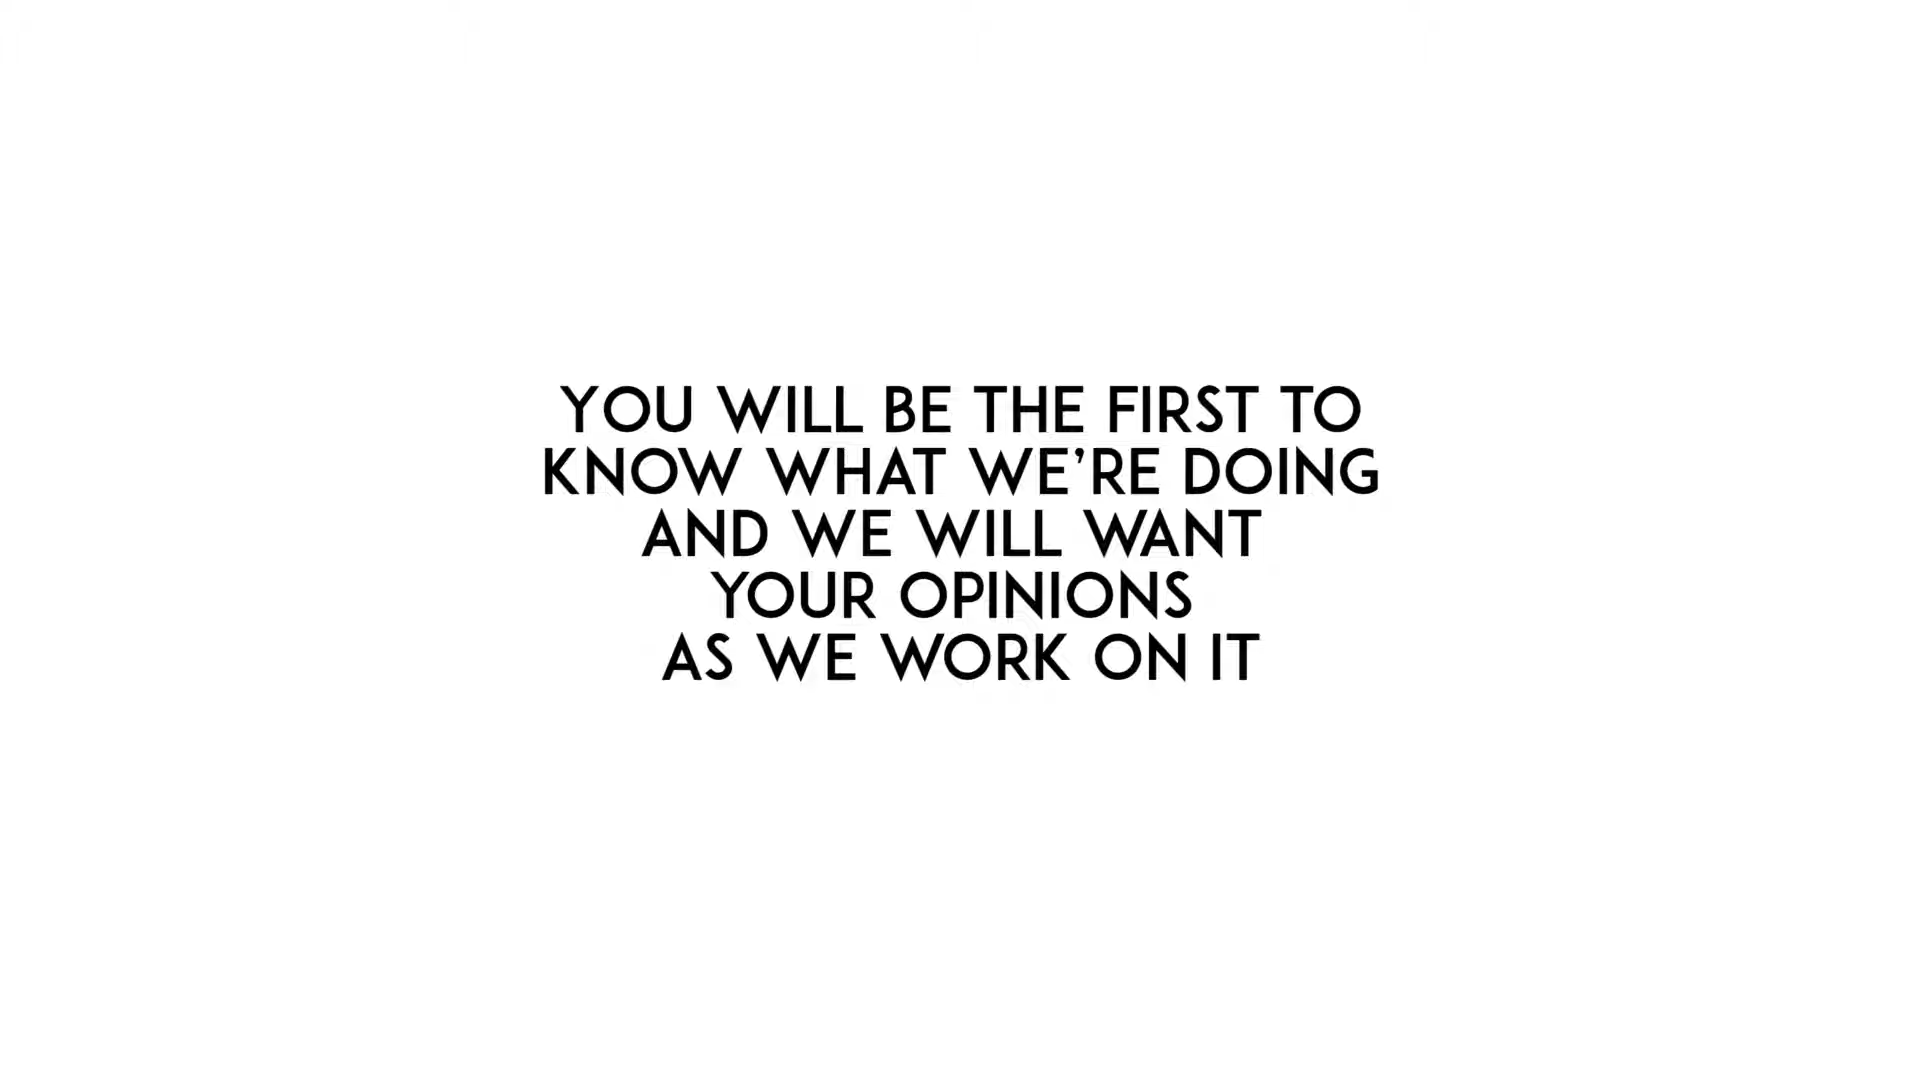 YOU WILL BE THE FIRST TO
KNOW WHAT WE’RE DOING
AND WE WILL WANT
YOUR OPINIONS
AS WE WORK ON IT